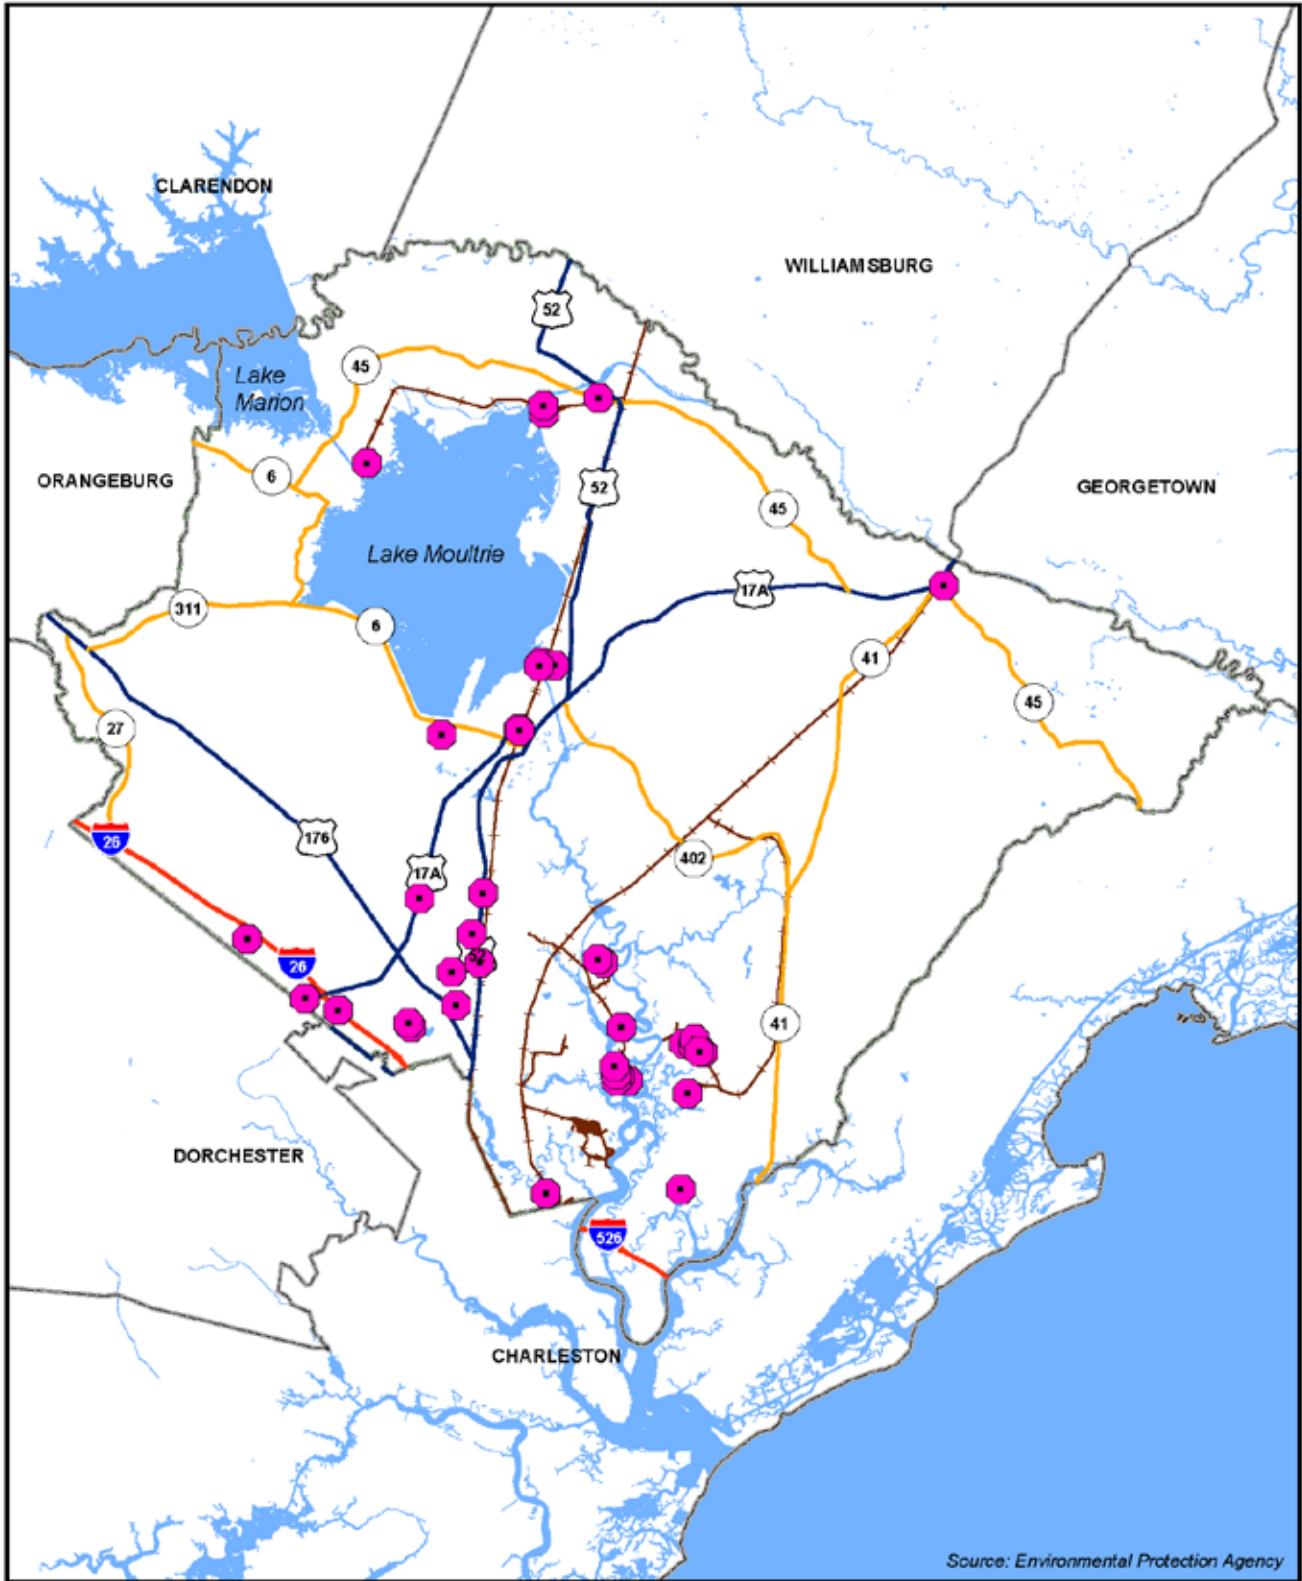 CLARENDON
WILLIAMSBURG
52
45
Lake
Marion
6
ORANGEBURG
52
GEORGETOWN
45
Lake Moultrie
17A
311
6
41
45
27
176
26
402
17A
52
26
41
DORCHESTER
526
CHARLESTON
Source: Environmental Protection Agency